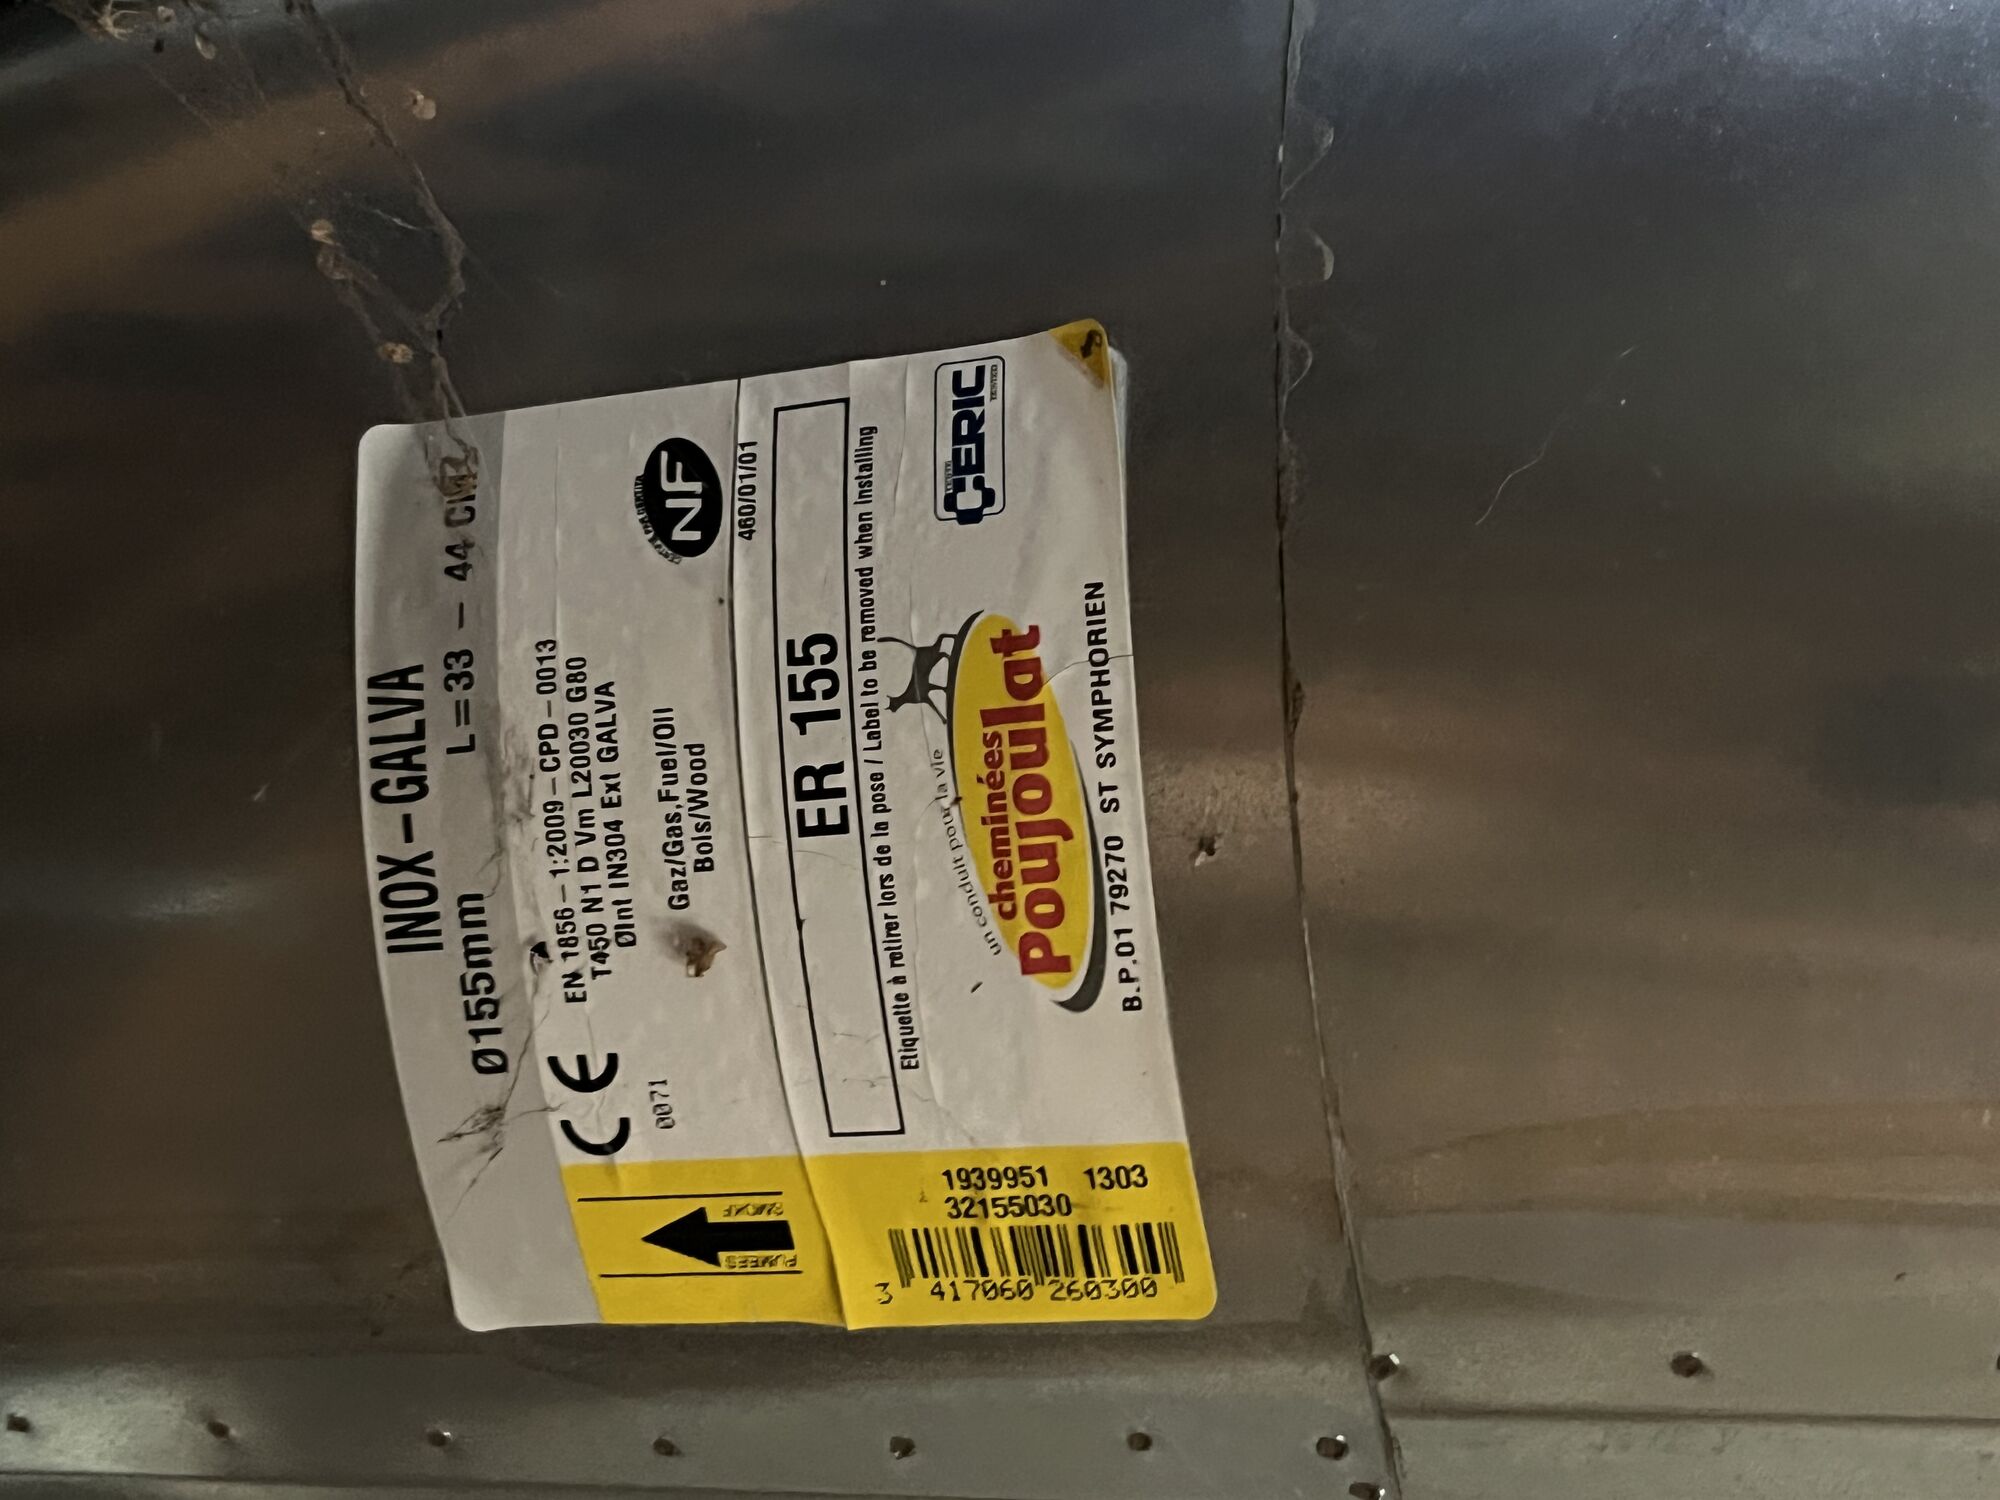 INOX-GALVA
Ø155mm L=33 - 44 CM
EN 1856-1:2009-CPD-0013
T450 N1 D Vm L20030 G80
ØInt IN304 Ext GALVA
CE
0071
Gaz/Gas,Fuel/Oil
Bois/Wood
NF
460/01/01
FUMEES
SMOKE
ER 155
Etiquette à retirer lors de la pose / Label to be removed when installing
CERIC
TESTED
un conduit pour la vie
cheminées
Poujoulat
B.P.01 79270 ST SYMPHORIEN
1939951 1303
32155030
3 417060 260300